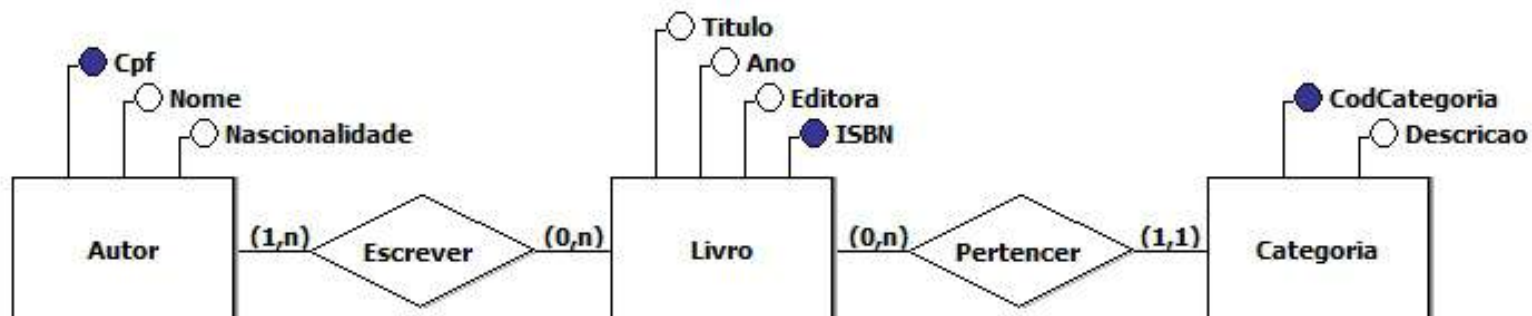 Titulo
Cpf
Ano
Nome
Editora
CodCategoria
Nascionalidade
ISBN
Descricao
Autor
(1,n)
Escrever
(0,n)
Livro
(0,n)
Pertencer
(1,1)
Categoria